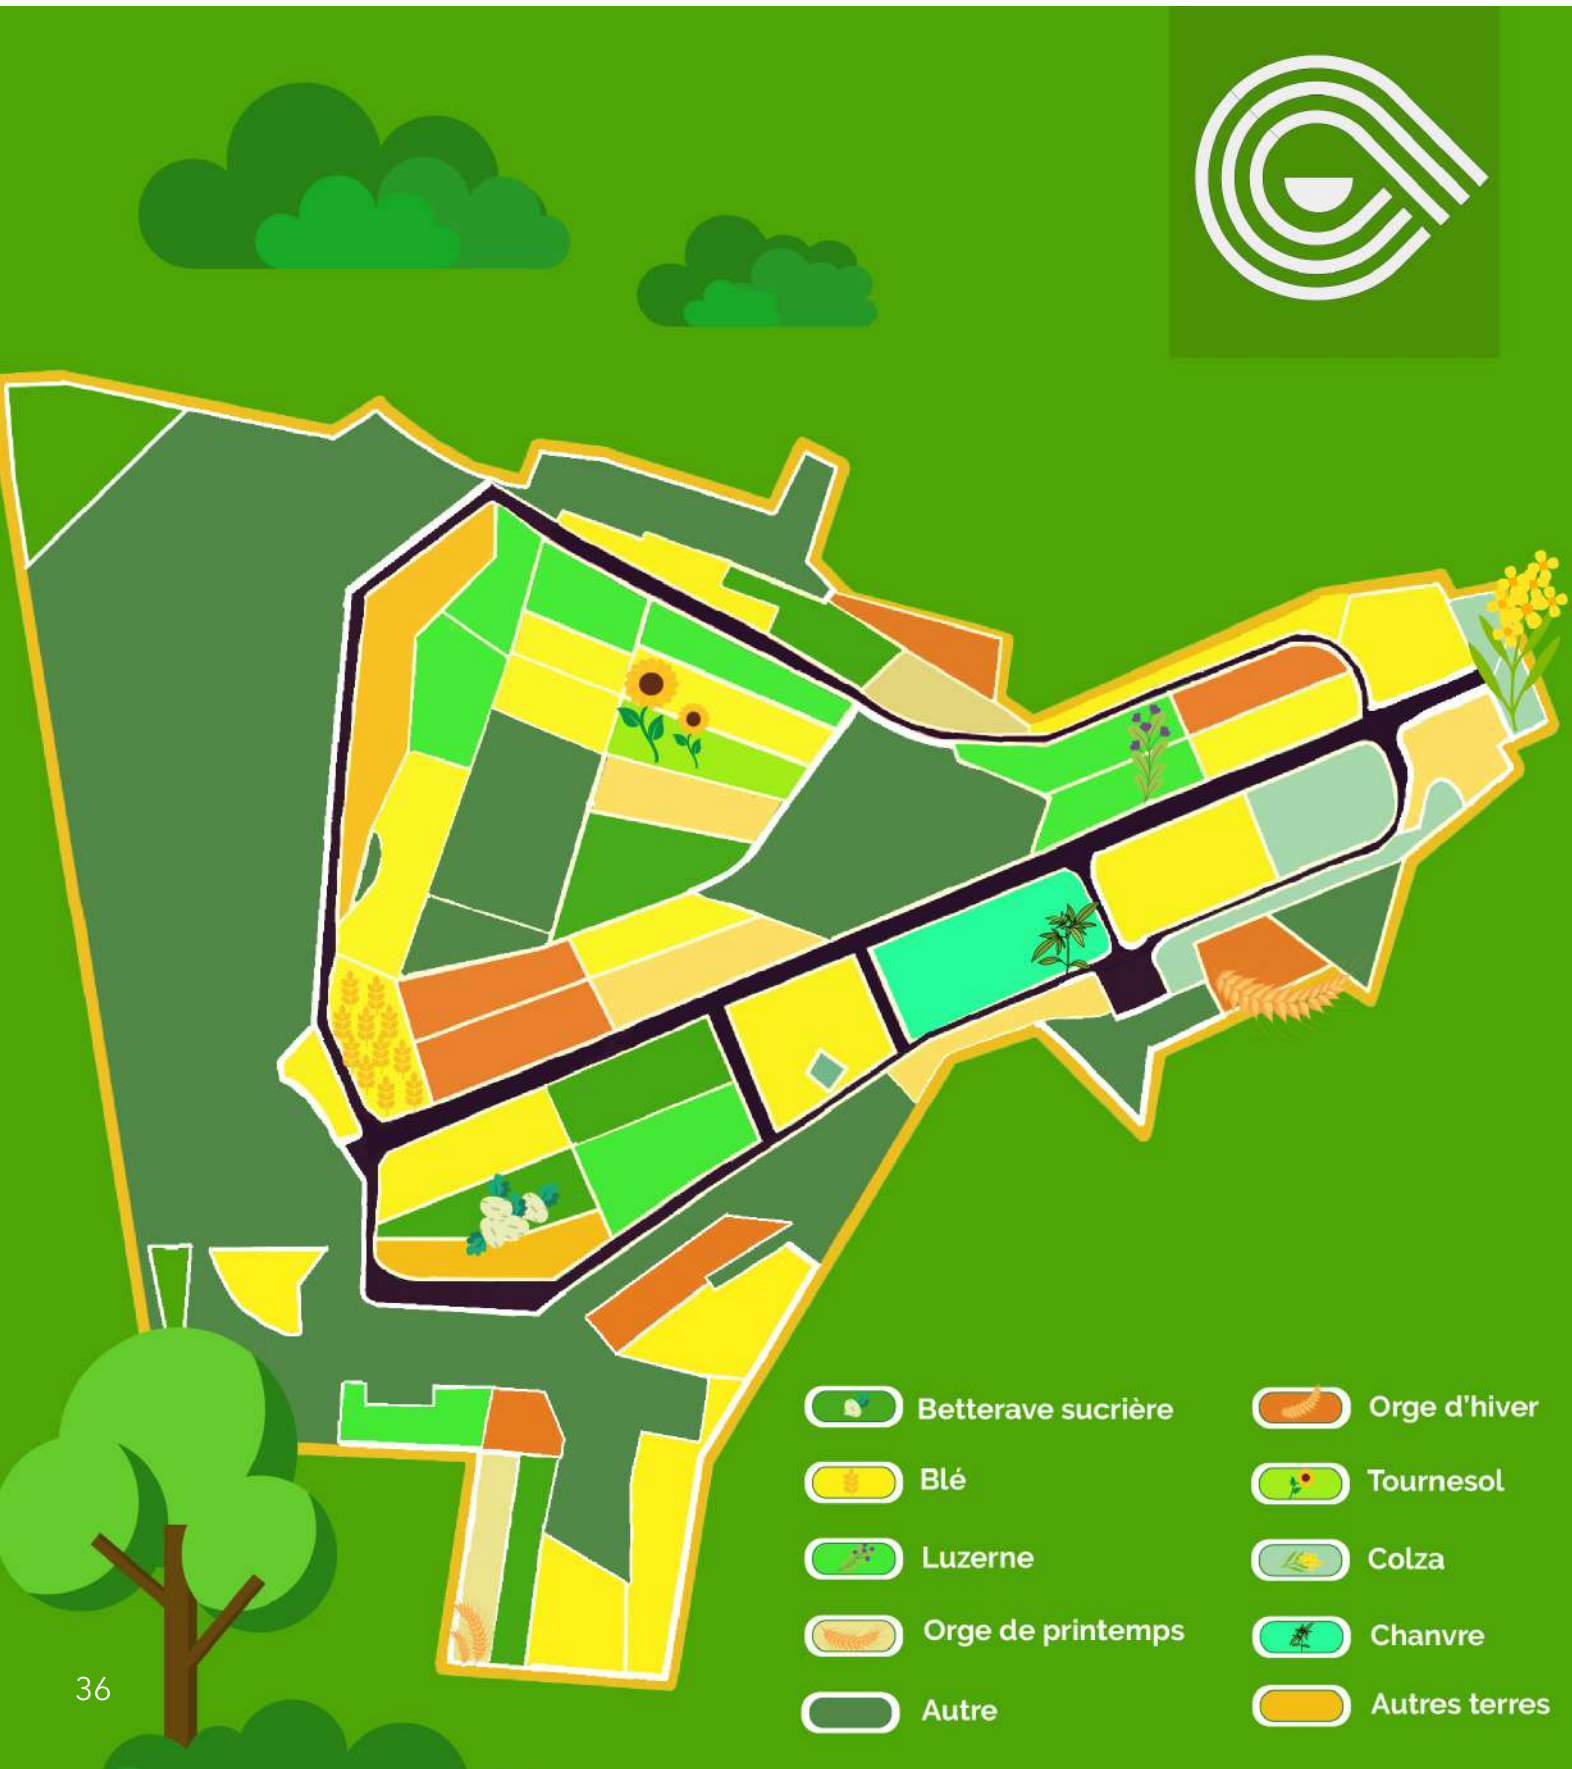 Betterave sucrière
Blé
Luzerne
Orge de printemps
Autre
Orge d'hiver
Tournesol
Colza
Chanvre
Autres terres
36